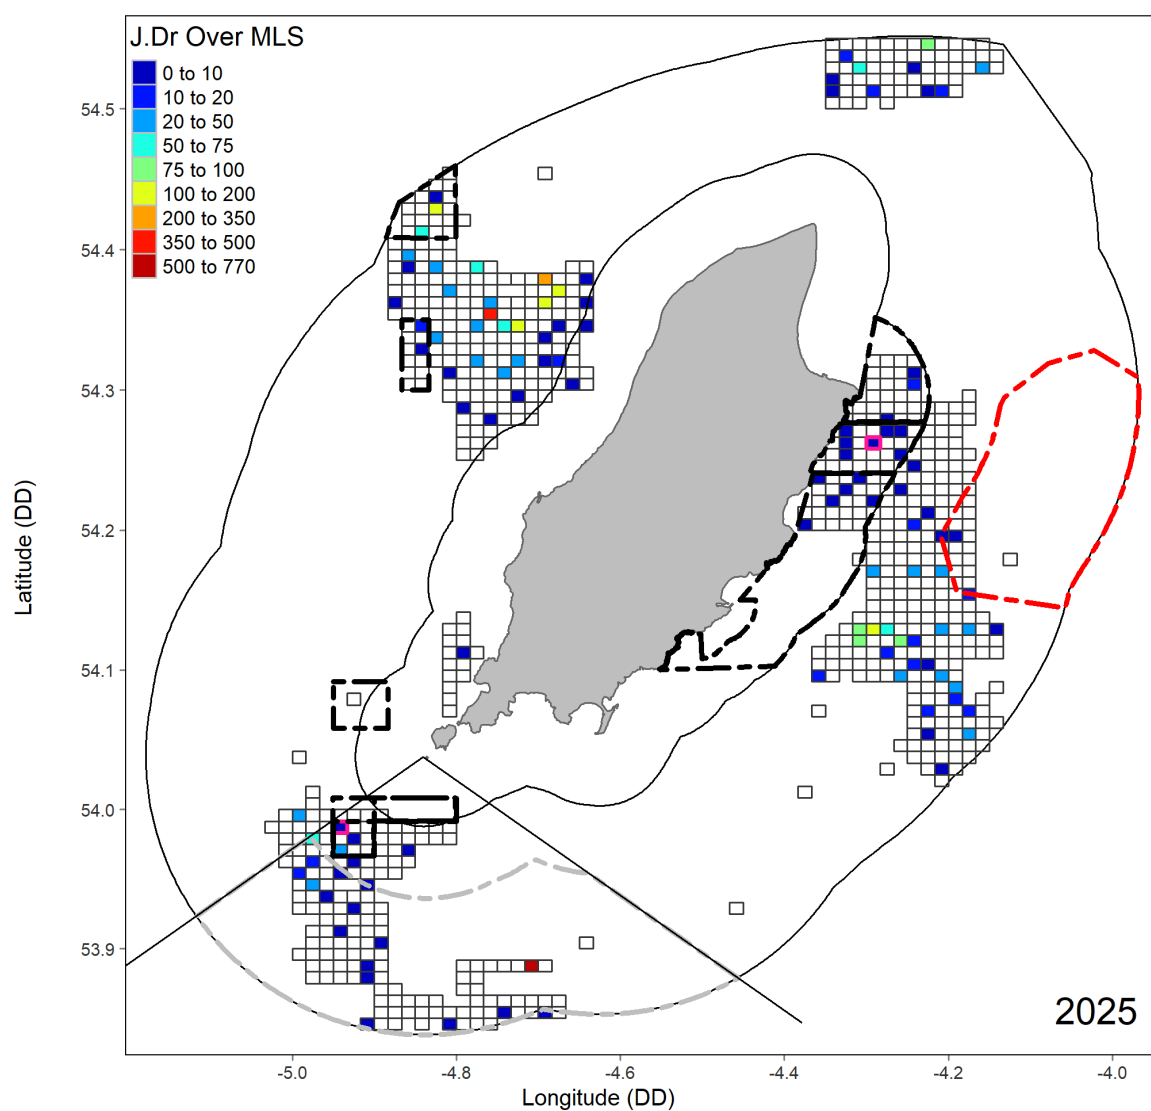 J.Dr Over MLS
0 to 10
10 to 20
20 to 50
50 to 75
75 to 100
100 to 200
200 to 350
350 to 500
500 to 770
54.5
54.4
54.3
54.2
54.1
54.0
53.9
Latitude (DD)
2025
-5.0 -4.8 -4.6 -4.4 -4.2 -4.0
Longitude (DD)